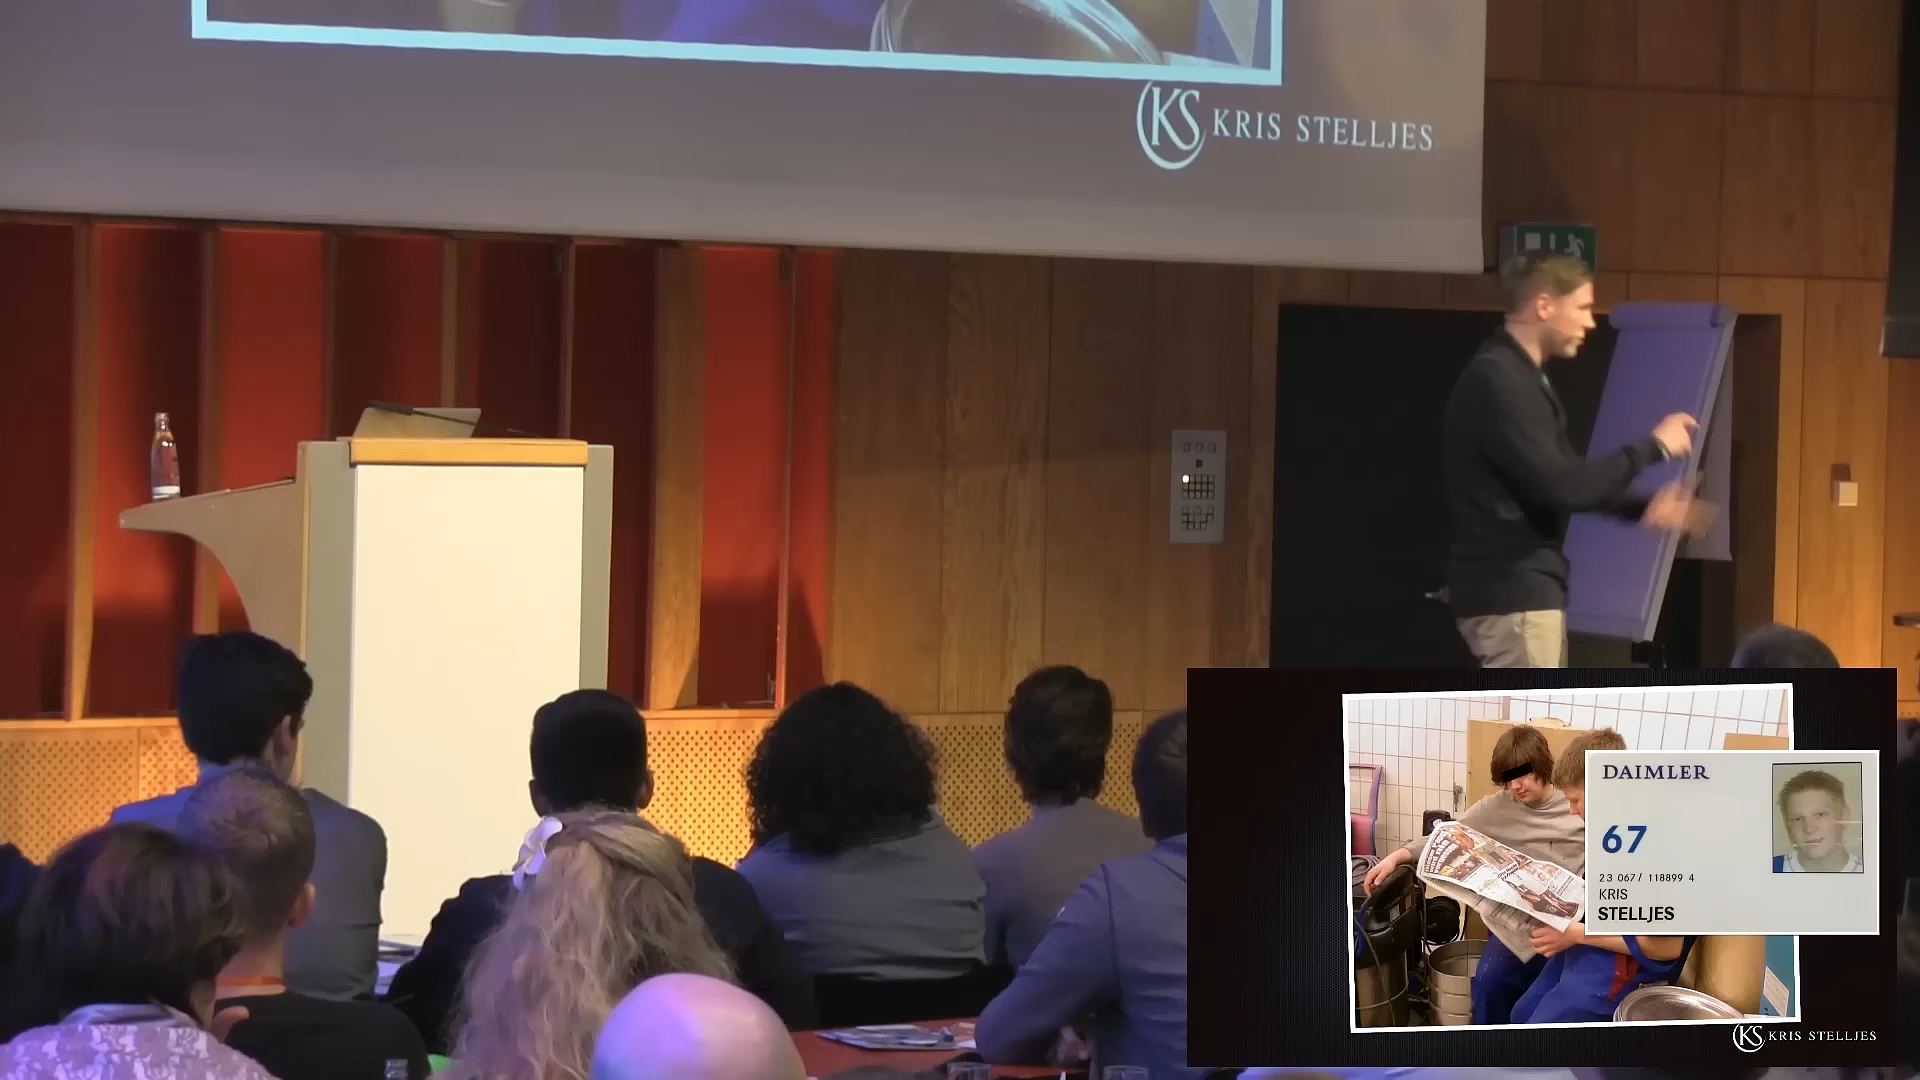 KS KRIS STELLJES
DAIMLER
67
23 067/ 118899 4
KRIS
STELLJES
KS KRIS STELLJES